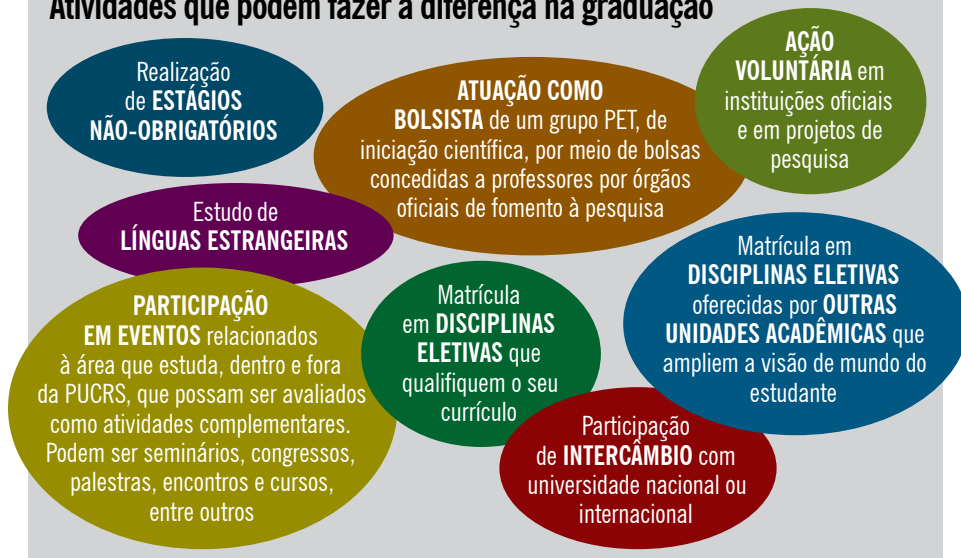 Atividades que podem fazer a diferença na graduação
Realização
de ESTÁGIOS
NÃO-OBRIGATÓRIOS
ATUAÇÃO COMO
BOLSISTA de um grupo PET, de
iniciação científica, por meio de bolsas
concedidas a professores por órgãos
oficiais de fomento à pesquisa
AÇÃO
VOLUNTÁRIA em
instituições oficiais
e em projetos de
pesquisa
Estudo de
LÍNGUAS ESTRANGEIRAS
PARTICIPAÇÃO
EM EVENTOS relacionados
à área que estuda, dentro e fora
da PUCRS, que possam ser avaliados
como atividades complementares.
Podem ser seminários, congressos,
palestras, encontros e cursos,
entre outros
Matrícula
em DISCIPLINAS
ELETIVAS que
qualifiquem o seu
currículo
Matrícula em
DISCIPLINAS ELETIVAS
oferecidas por OUTRAS
UNIDADES ACADÊMICAS que
ampliem a visão de mundo do
estudante
Participação
de INTERCÂMBIO com
universidade nacional ou
internacional